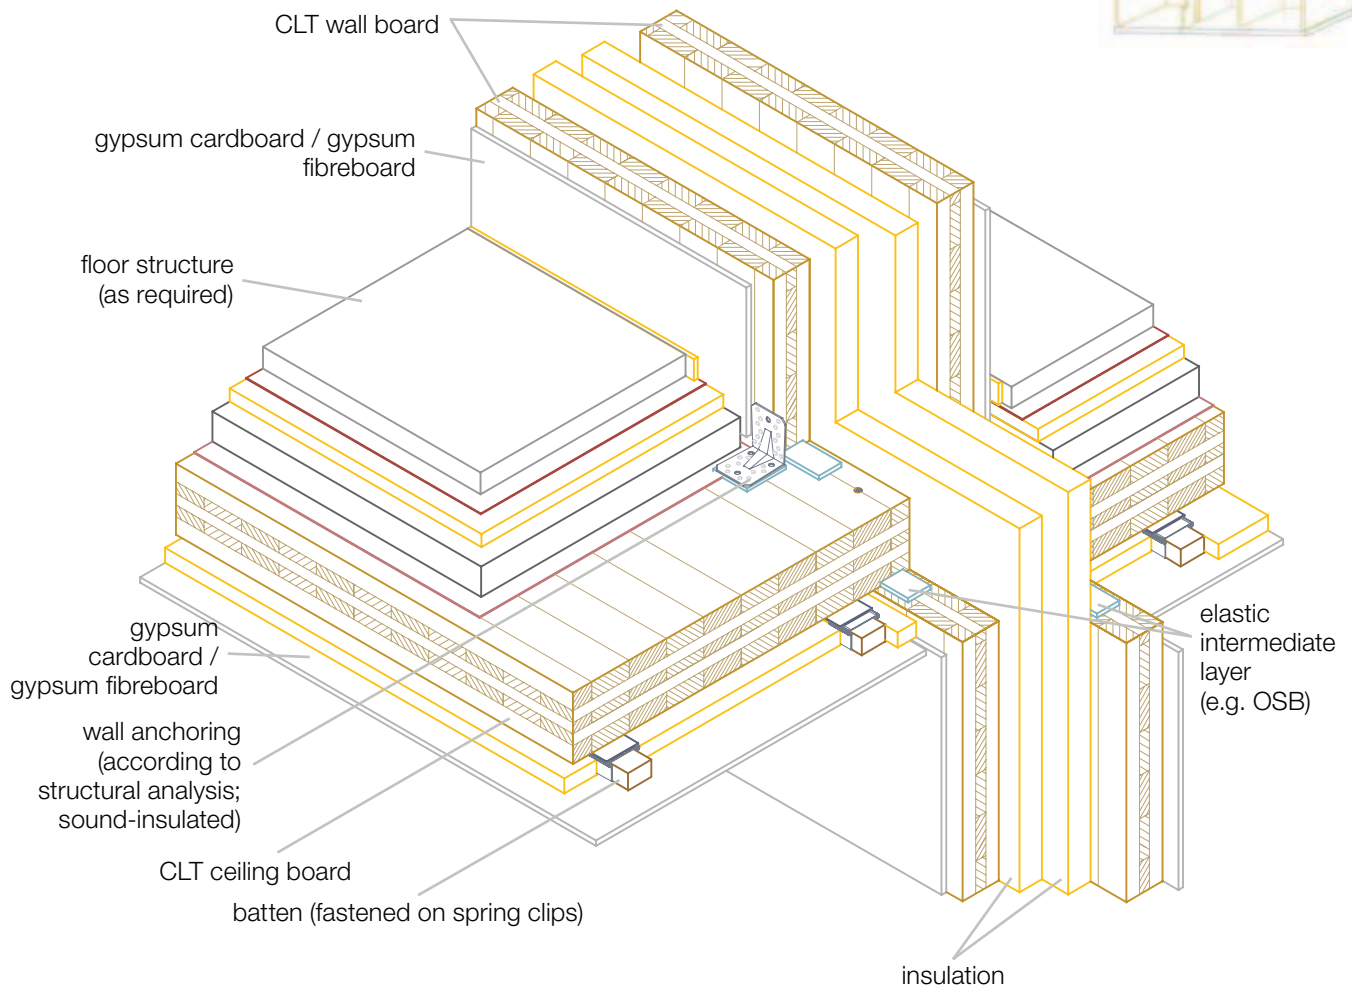 CLT wall board
gypsum cardboard / gypsum
fibreboard
floor structure
(as required)
gypsum
cardboard /
gypsum fibreboard
wall anchoring
(according to
structural analysis;
sound-insulated)
CLT ceiling board
batten (fastened on spring clips)
elastic
intermediate
layer
(e.g. OSB)
insulation